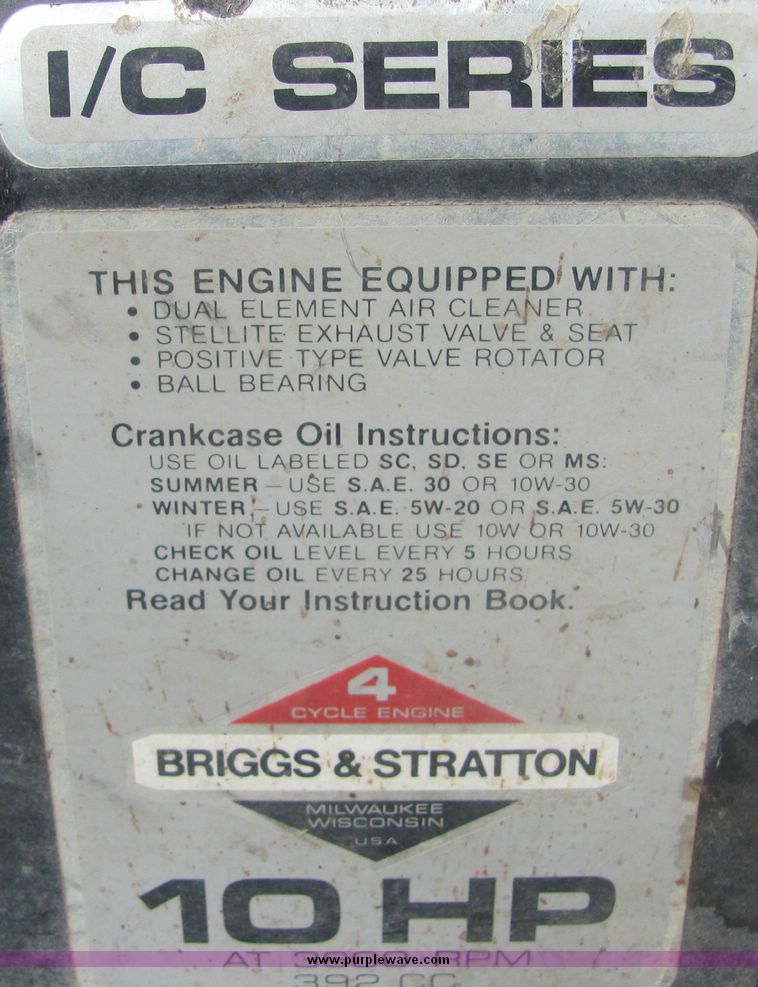 I/C SERIES
THIS ENGINE EQUIPPED WITH:
• DUAL ELEMENT AIR CLEANER
• STELLITE EXHAUST VALVE & SEAT
• POSITIVE TYPE VALVE ROTATOR
• BALL BEARING
Crankcase Oil Instructions:
USE OIL LABELED SC, SD, SE OR MS:
SUMMER – USE S.A.E. 30 OR 10W-30
WINTER – USE S.A.E. 5W-20 OR S.A.E. 5W-30
IF NOT AVAILABLE USE 10W OR 10W-30
CHECK OIL LEVEL EVERY 5 HOURS
CHANGE OIL EVERY 25 HOURS
Read Your Instruction Book.
4
CYCLE ENGINE
BRIGGS & STRATTON
MILWAUKEE
WISCONSIN
U.S.A.
10 HP
AT RPM
www.purplewave.com
392 CC